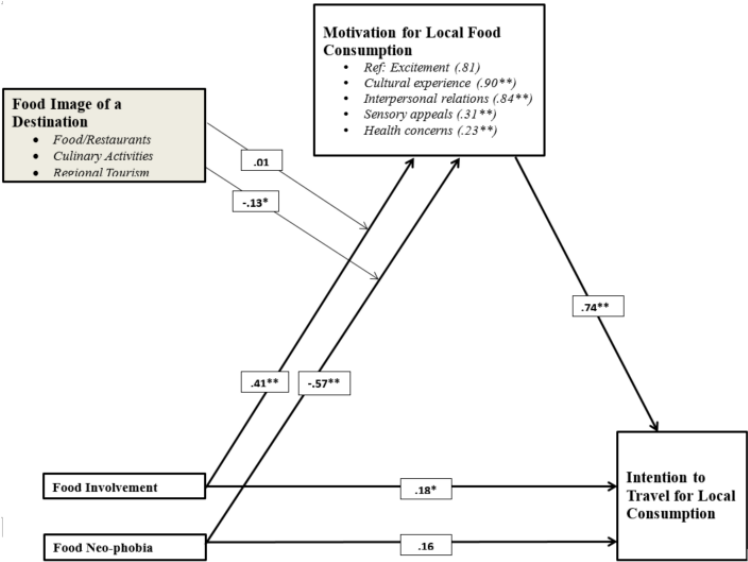 Motivation for Local Food
Consumption
• Ref: Excitement (.81)
• Cultural experience (.90**)
• Interpersonal relations (.84**)
• Sensory appeals (.31**)
• Health concerns (.23**)
Food Image of a
Destination
• Food/Restaurants
• Culinary Activities
• Regional Tourism
.01
-.13*
.74**
.41**
-.57**
Food Involvement
.18*
Intention to
Travel for Local
Consumption
Food Neo-phobia
.16